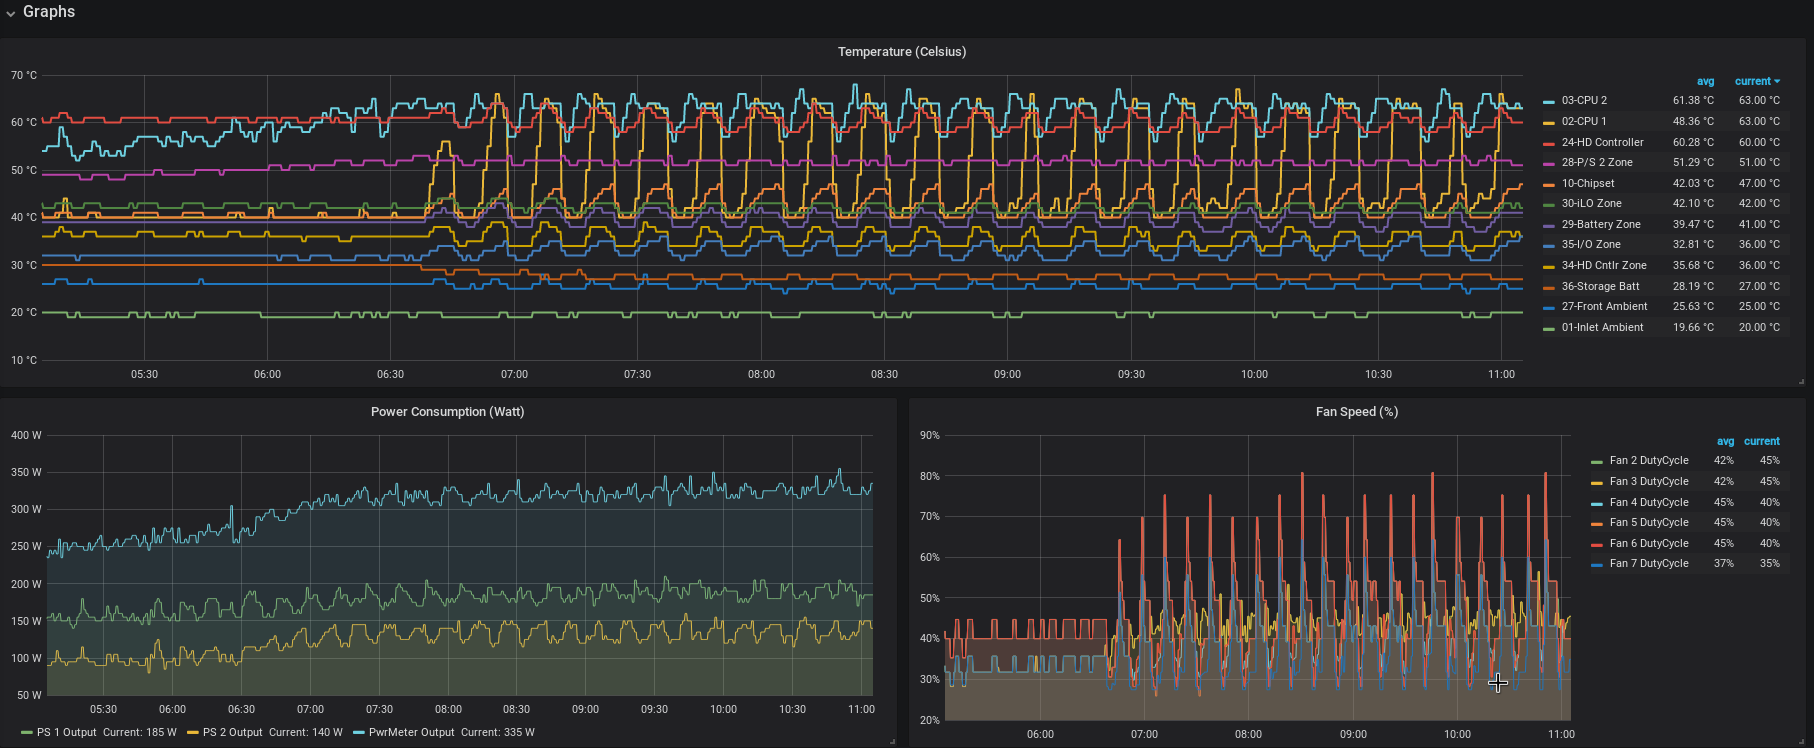 Graphs
Temperature (Celsius)
70 °C
60 °C
50 °C
40 °C
30 °C
20 °C
10 °C
05:30 06:00 06:30 07:00 07:30 08:00 08:30 09:00 09:30 10:00 10:30 11:00
avg current
03-CPU 2 61.38 °C 63.00 °C
02-CPU 1 48.36 °C 63.00 °C
24-HD Controller 60.28 °C 60.00 °C
28-P/S 2 Zone 51.29 °C 51.00 °C
10-Chipset 42.03 °C 47.00 °C
30-iLO Zone 42.10 °C 42.00 °C
29-Battery Zone 39.47 °C 41.00 °C
35-I/O Zone 32.81 °C 36.00 °C
34-HD Cntlr Zone 35.68 °C 36.00 °C
36-Storage Batt 28.19 °C 27.00 °C
27-Front Ambient 25.63 °C 25.00 °C
01-Inlet Ambient 19.66 °C 20.00 °C
Power Consumption (Watt)
400 W
350 W
300 W
250 W
200 W
150 W
100 W
50 W
05:30 06:00 06:30 07:00 07:30 08:00 08:30 09:00 09:30 10:00 10:30 11:00
PS 1 Output Current: 185 W PS 2 Output Current: 140 W PwrMeter Output Current: 335 W
Fan Speed (%)
90%
80%
70%
60%
50%
40%
30%
20%
06:00 07:00 08:00 09:00 10:00 11:00
avg current
Fan 2 DutyCycle 42% 45%
Fan 3 DutyCycle 42% 45%
Fan 4 DutyCycle 45% 40%
Fan 5 DutyCycle 45% 40%
Fan 6 DutyCycle 45% 40%
Fan 7 DutyCycle 37% 35%